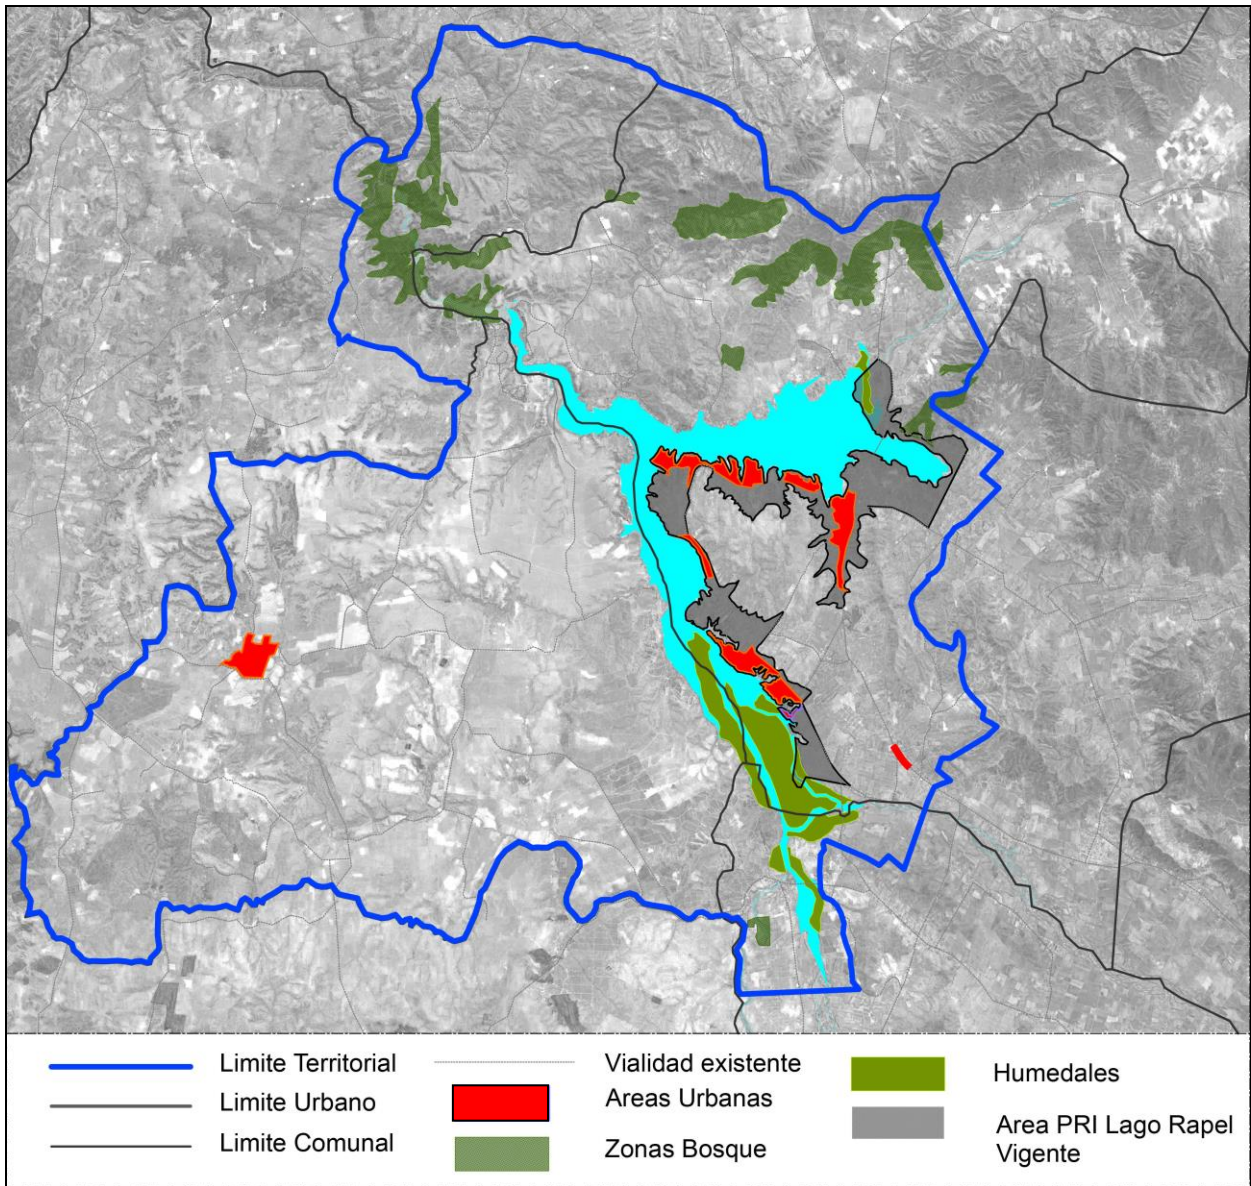 Limite Territorial
Limite Urbano
Limite Comunal
Vialidad existente
Areas Urbanas
Zonas Bosque
Humedales
Area PRI Lago Rapel
Vigente